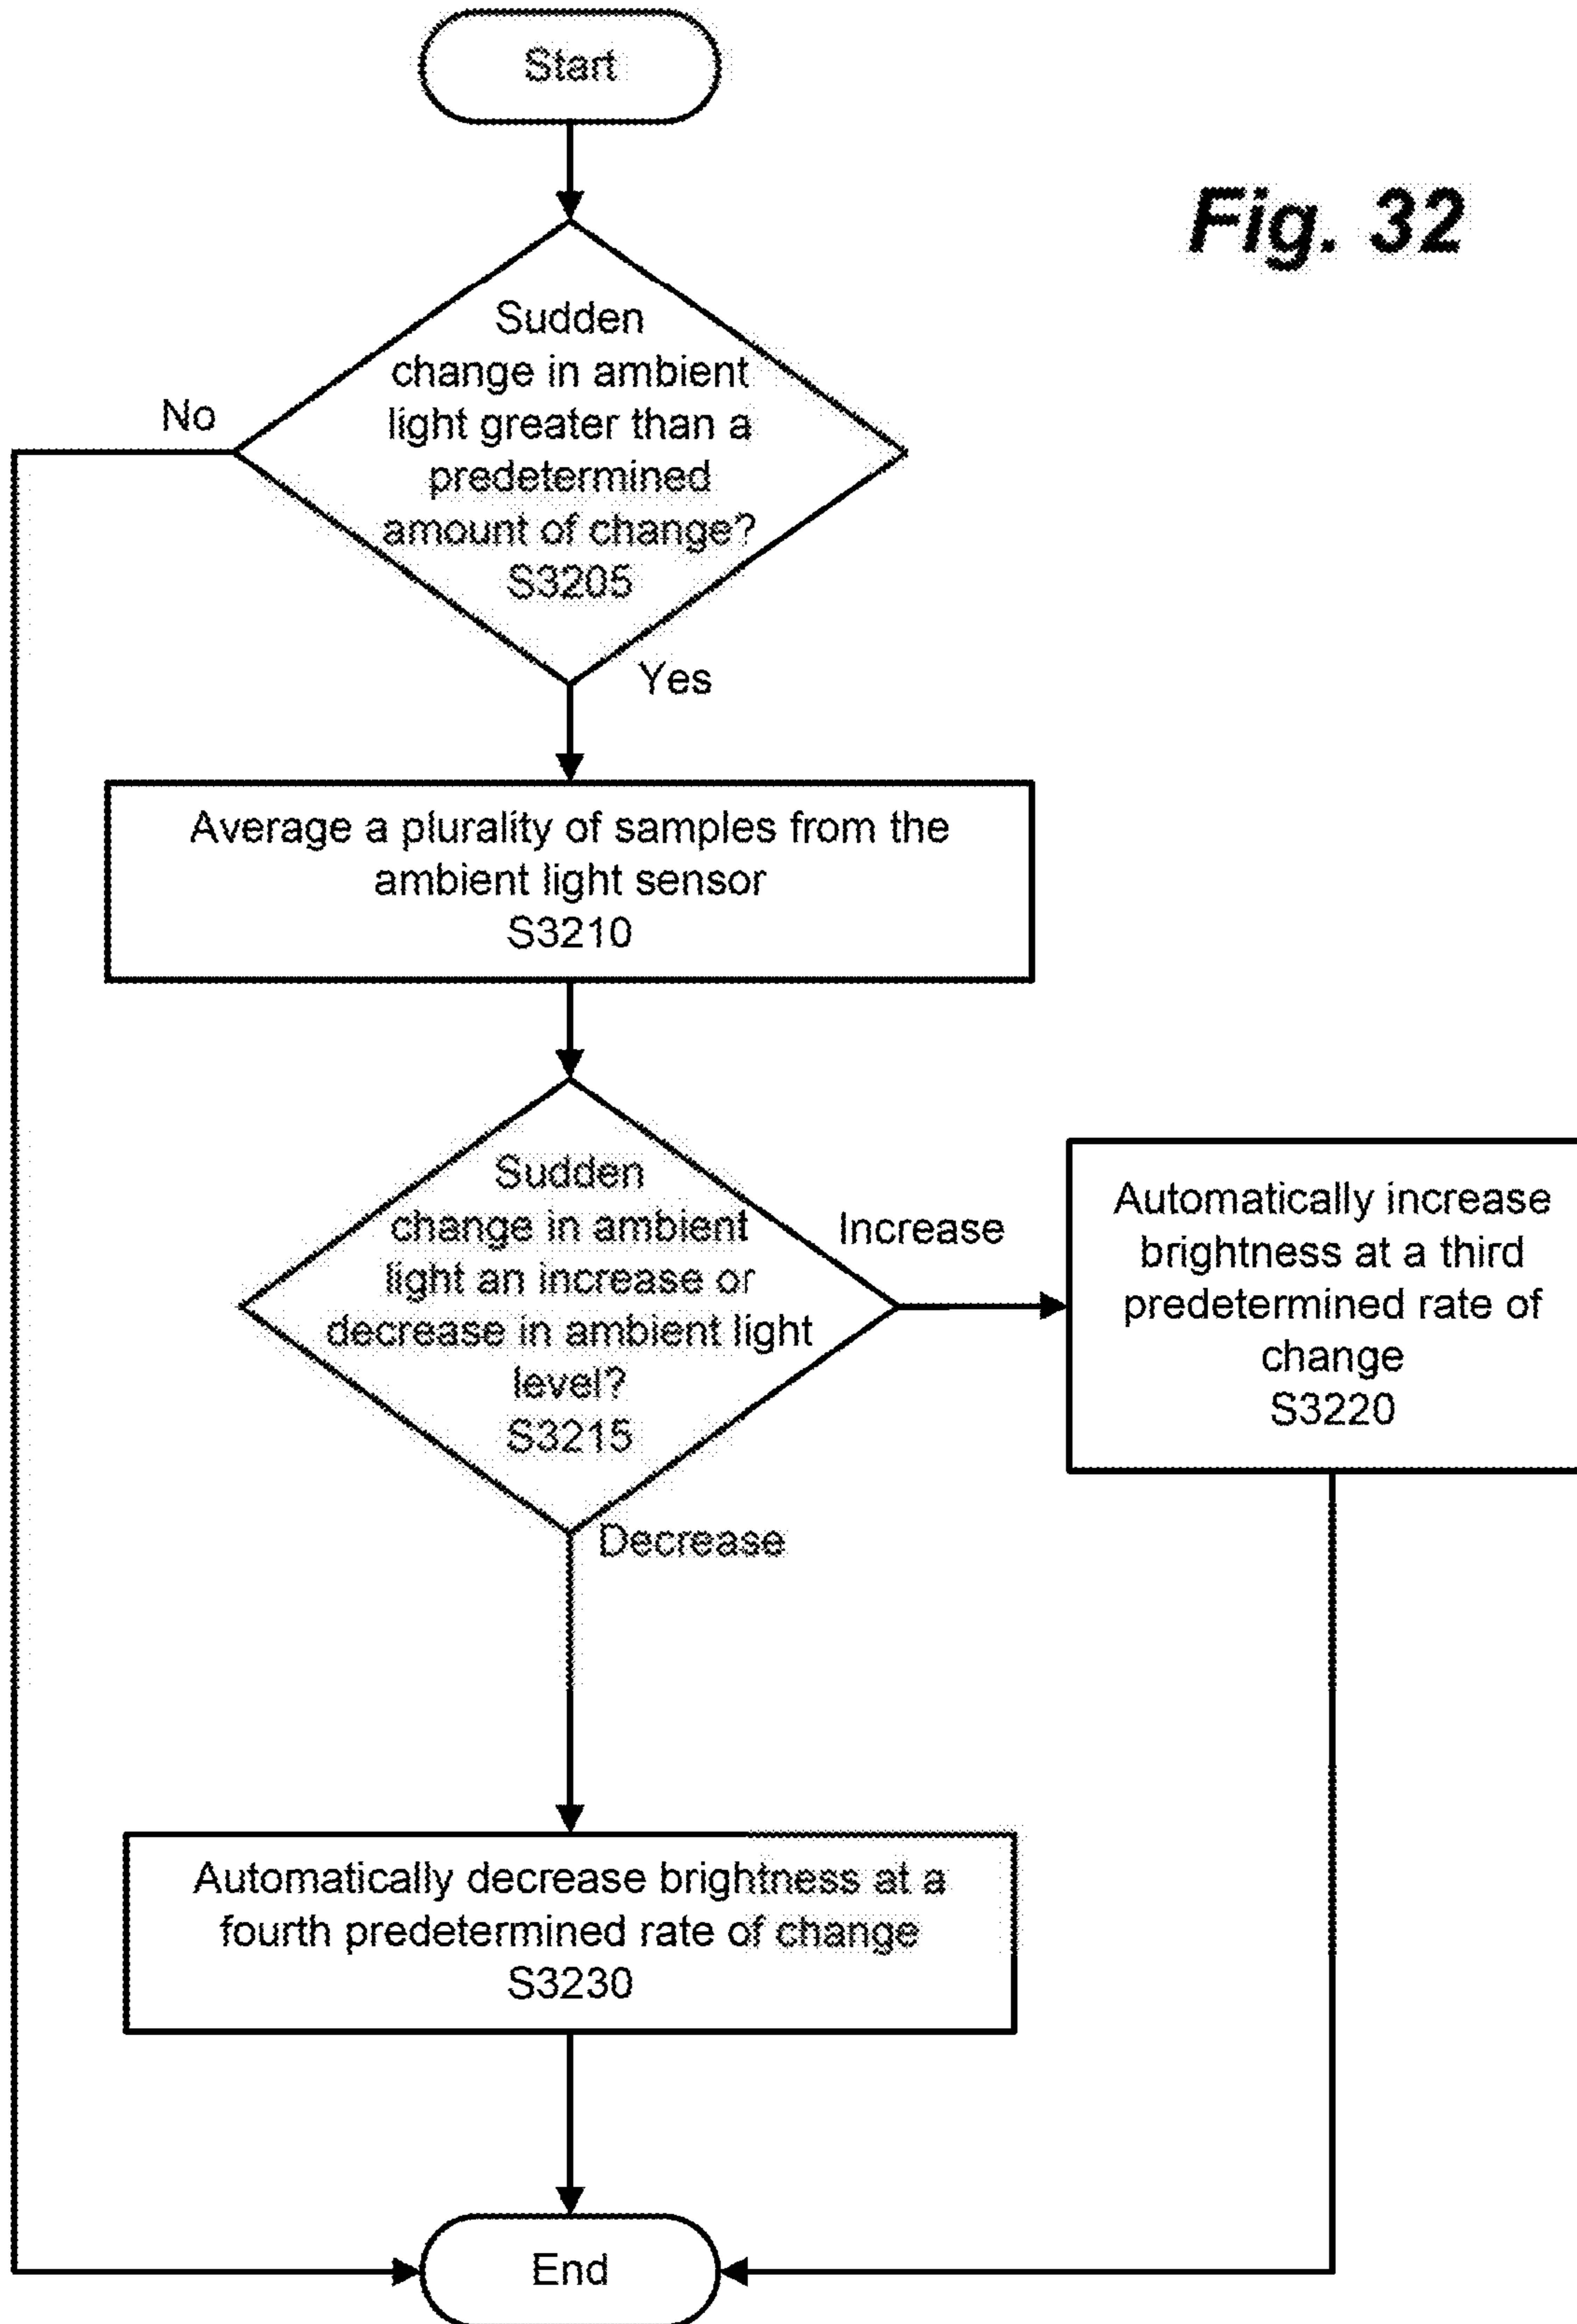 Start
Fig. 32
Sudden
change in ambient
light greater than a
predetermined
amount of change?
S3205
No
Yes
Average a plurality of samples from the
ambient light sensor
S3210
Sudden
change in ambient
light an increase or
decrease in ambient light
level?
S3215
Increase
Automatically increase
brightness at a third
predetermined rate of
change
S3220
Decrease
Automatically decrease brightness at a
fourth predetermined rate of change
S3230
End